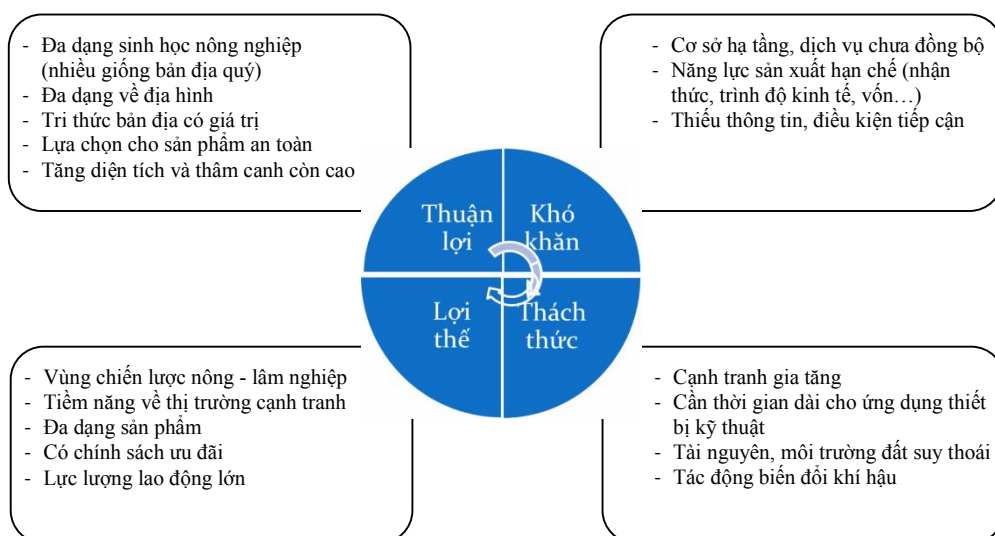 - Đa dạng sinh học nông nghiệp
(nhiều giống bản địa quý)
- Đa dạng về địa hình
- Tri thức bản địa có giá trị
- Lựa chọn cho sản phẩm an toàn
- Tăng diện tích và thâm canh còn cao
- Cơ sở hạ tầng, dịch vụ chưa đồng bộ
- Năng lực sản xuất hạn chế (nhận
thức, trình độ kinh tế, vốn…)
- Thiếu thông tin, điều kiện tiếp cận
Thuận
lợi
Khó
khăn
Lợi
thế
Thách
thức
- Vùng chiến lược nông - lâm nghiệp
- Tiềm năng về thị trường cạnh tranh
- Đa dạng sản phẩm
- Có chính sách ưu đãi
- Lực lượng lao động lớn
- Cạnh tranh gia tăng
- Cần thời gian dài cho ứng dụng thiết
bị kỹ thuật
- Tài nguyên, môi trường đất suy thoái
- Tác động biến đổi khí hậu